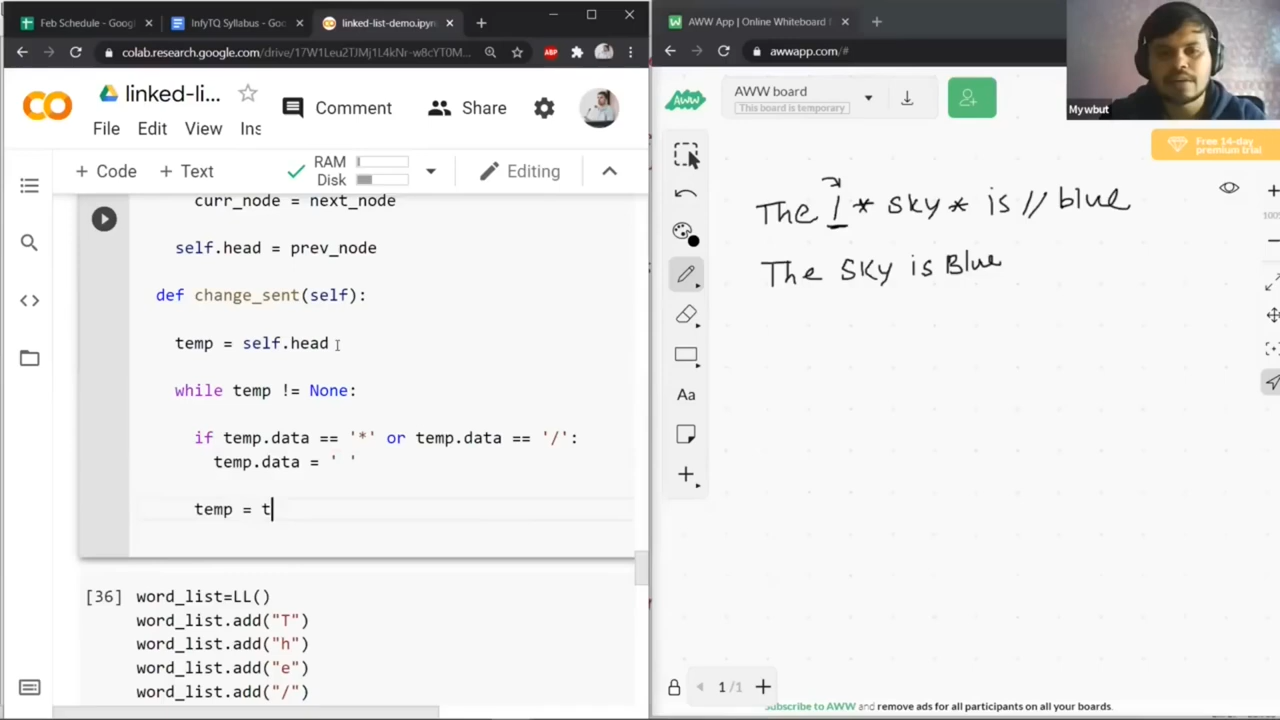 Feb Schedule - Googl
InfyTQ Syllabus - Goo
linked-list-demo.ipyn
AWW App | Online Whiteboard f
colab.research.google.com/drive/17W1Leu2TJMj1L4kNr-w8cYT0M...
ABP
awwapp.com/#
Mywbut
linked-li...
Comment
Share
File Edit View Ins
AWW
AWW board
This board is temporary
Free 14-day
premium trial
+ Code + Text
RAM
Disk
Editing
curr_node = next_node
self.head = prev_node
def change_sent(self):
temp = self.head
while temp != None:
if temp.data == '*' or temp.data == '/':
temp.data = ' '
temp = t
[36] word_list=LL()
word_list.add("T")
word_list.add("h")
word_list.add("e")
word_list.add("/")
The / * sky * is // blue
The Sky is Blue
Aa
1 / 1
Subscribe to AWW and remove ads for all participants on all your boards.